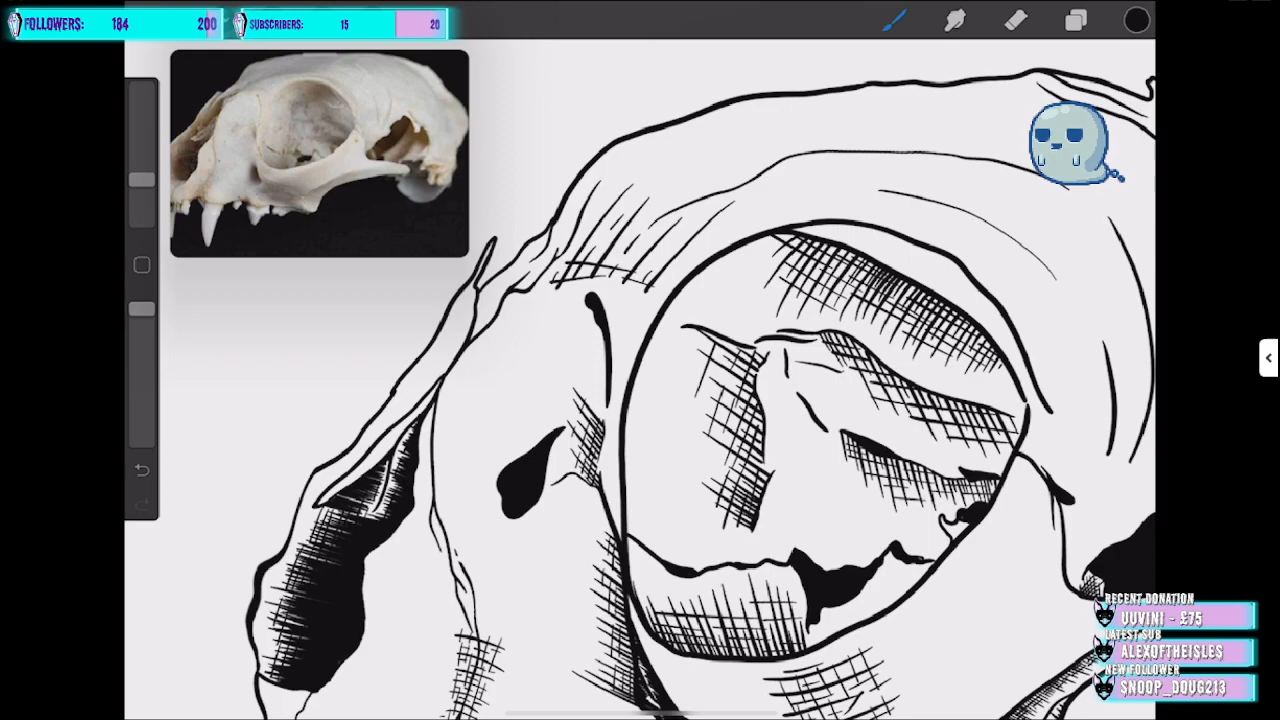 FOLLOWERS: 184 200
SUBSCRIBERS: 15 20
RECENT DONATION
UUVINI - £75
LATEST SUB
ALEXOFTHEISLES
NEW FOLLOWER
SNOOP_DOUG213